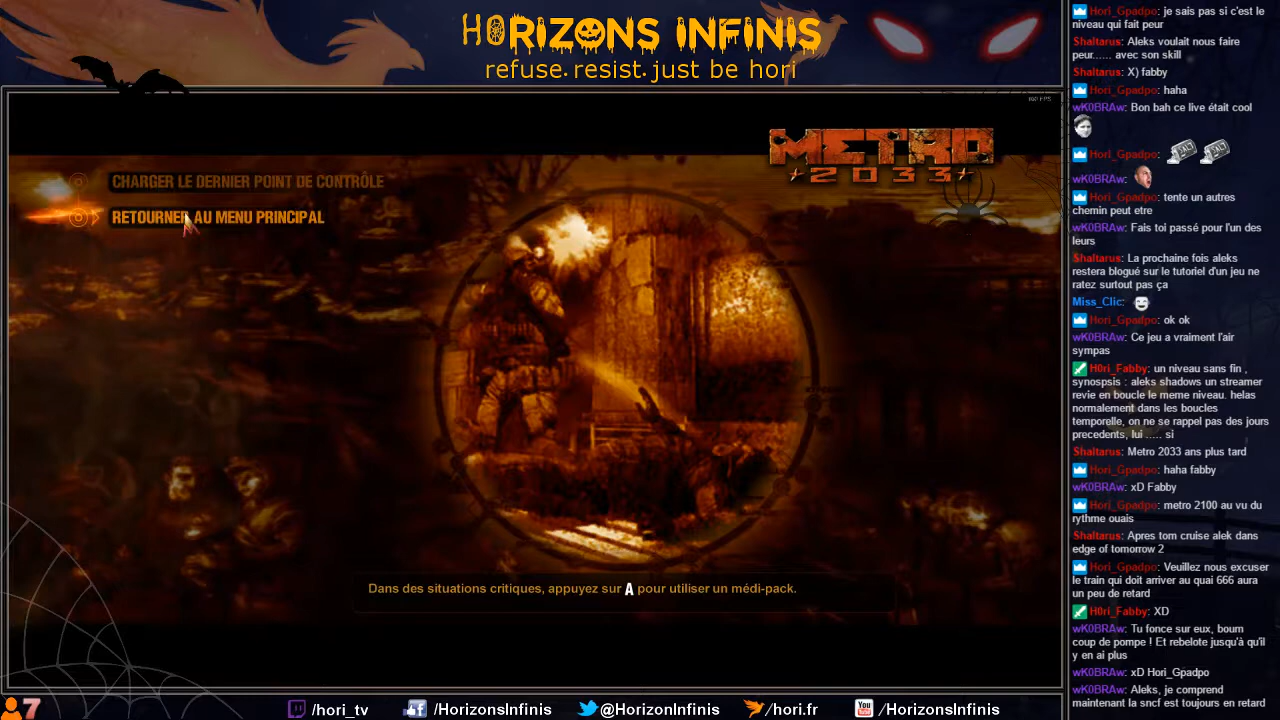 HORIZONS INFINIS
refuse. resist. just be hori
METRO
2033
CHARGER LE DERNIER POINT DE CONTRÔLE
RETOURNER AU MENU PRINCIPAL
Dans des situations critiques, appuyez sur A pour utiliser un médi-pack.
7
/hori_tv
/HorizonsInfinis
@HorizonInfinis
/hori.fr
/HorizonsInfinis
Hori_Gpadpo: je sais pas si c'est le
niveau qui fait peur
Shaltarus: Aleks voulait nous faire
peur...... avec son skill
Shaltarus: X) fabby
Hori_Gpadpo: haha
wK0BRAw: Bon bah ce live était cool
Hori_Gpadpo:
wK0BRAw:
Hori_Gpadpo: tente un autres
chemin peut etre
wK0BRAw: Fais toi passé pour l'un des
leurs
Shaltarus: La prochaine fois aleks
restera blogué sur le tutoriel d'un jeu ne
ratez surtout pas ça
Miss_Clic:
Hori_Gpadpo: ok ok
wK0BRAw: Ce jeu a vraiment l'air
sympas
H0ri_Fabby: un niveau sans fin ,
synospsis : aleks shadows un streamer
revie en boucle le meme niveau. helas
normalement dans les boucles
temporelle, on ne se rappel pas des jours
precedents, lui ..... si
Shaltarus: Metro 2033 ans plus tard
Hori_Gpadpo: haha fabby
wK0BRAw: xD Fabby
Hori_Gpadpo: metro 2100 au vu du
rythme ouais
Shaltarus: Apres tom cruise alek dans
edge of tomorrow 2
Hori_Gpadpo: Veuillez nous excuser
le train qui doit arriver au quai 666 aura
un peu de retard
H0ri_Fabby: XD
wK0BRAw: Tu fonce sur eux, boum
coup de pompe ! Et rebelote jusqu'à qu'il
y en ai plus
wK0BRAw: xD Hori_Gpadpo
wK0BRAw: Aleks, je comprend
maintenant la sncf est toujours en retard